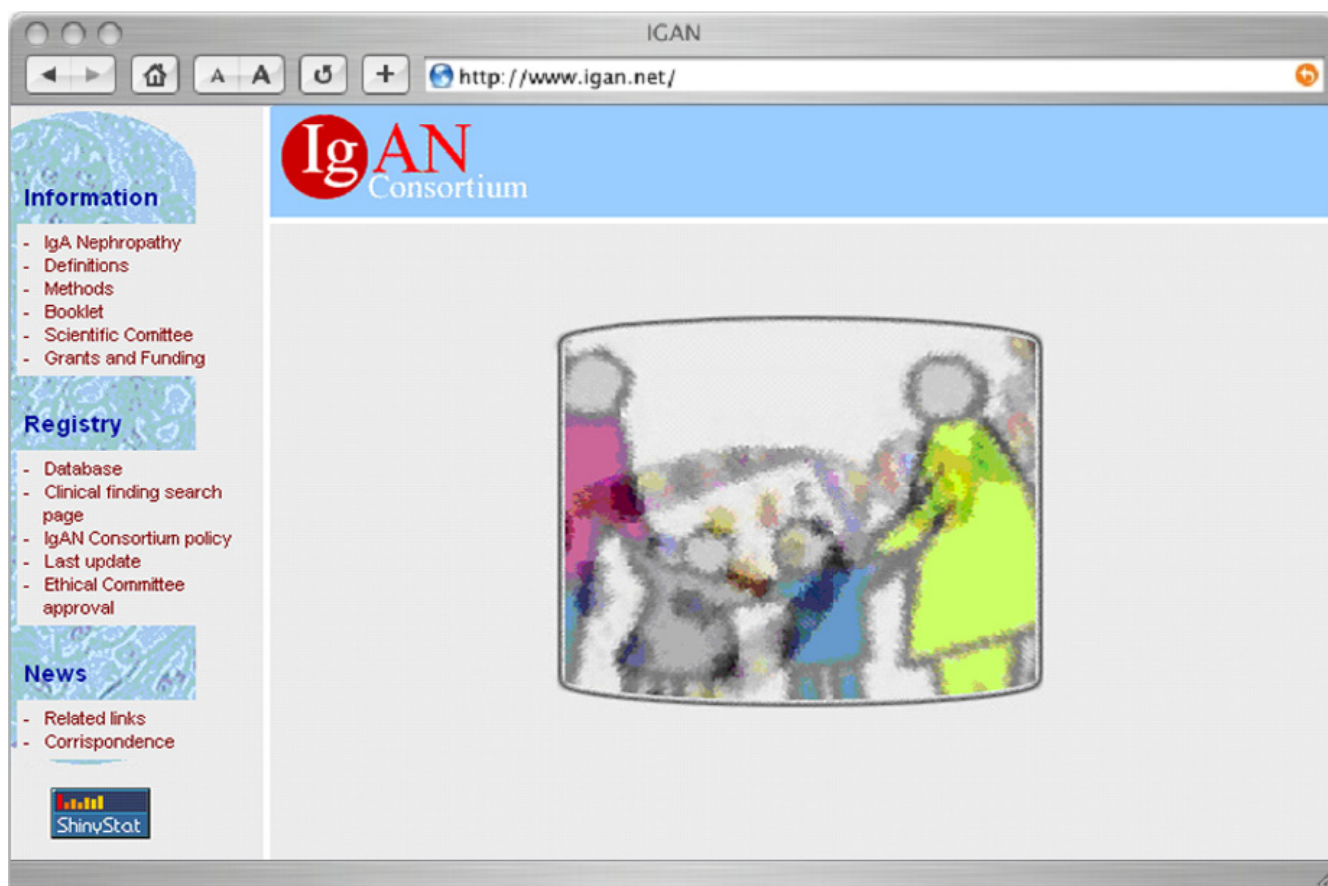 IGAN
A A
http://www.igan.net/
IgAN
Consortium
Information
- IgA Nephropathy
- Definitions
- Methods
- Booklet
- Scientific Comittee
- Grants and Funding
Registry
- Database
- Clinical finding search
page
- IgAN Consortium policy
- Last update
- Ethical Committee
approval
News
- Related links
- Corrispondence
ShinyStat